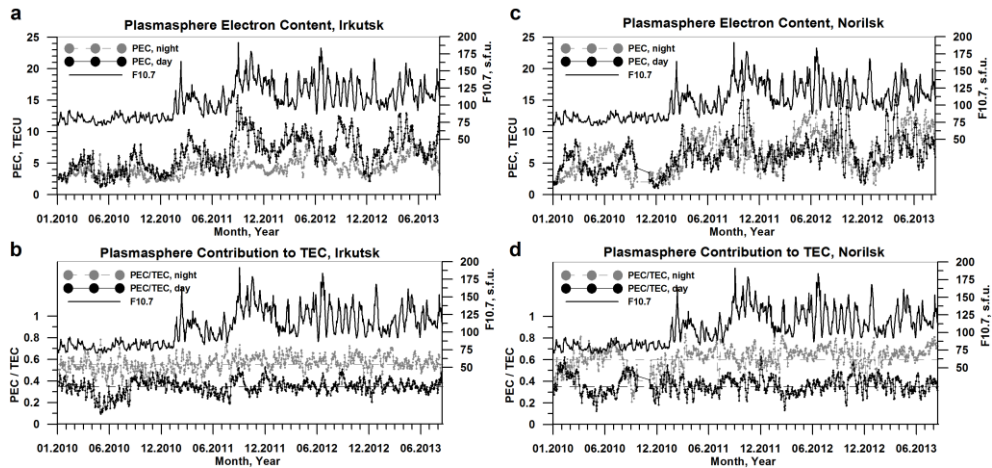 a
Plasmasphere Electron Content, Irkutsk
25
20
15
10
5
0
PEC, TECU
PEC, night
PEC, day
F10.7
200
175
150
125
100
75
50
F10.7, s.f.u.
01.2010 06.2010 12.2010 06.2011 12.2011 06.2012 12.2012 06.2013
Month, Year
b
Plasmasphere Contribution to TEC, Irkutsk
1
0.8
0.6
0.4
0.2
0
PEC / TEC
PEC/TEC, night
PEC/TEC, day
F10.7
200
175
150
125
100
75
50
F10.7, s.f.u.
01.2010 06.2010 12.2010 06.2011 12.2011 06.2012 12.2012 06.2013
Month, Year
c
Plasmasphere Electron Content, Norilsk
25
20
15
10
5
0
PEC, TECU
PEC, night
PEC, day
F10.7
200
175
150
125
100
75
50
F10.7, s.f.u.
01.2010 06.2010 12.2010 06.2011 12.2011 06.2012 12.2012 06.2013
Month, Year
d
Plasmasphere Contribution to TEC, Norilsk
1
0.8
0.6
0.4
0.2
0
PEC / TEC
PEC/TEC, night
PEC/TEC, day
F10.7
200
175
150
125
100
75
50
F10.7, s.f.u.
01.2010 06.2010 12.2010 06.2011 12.2011 06.2012 12.2012 06.2013
Month, Year